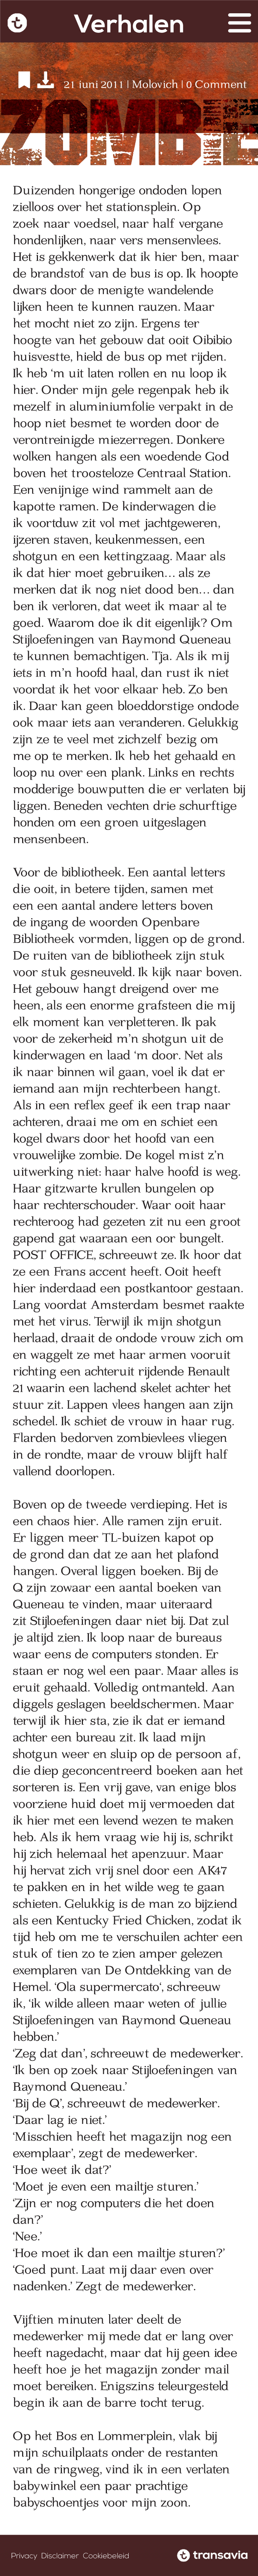 Verhalen
21 juni 2011 | Molovich | 0 Comment
ZOMBIE
Duizenden hongerige ondoden lopen
zielloos over het stationsplein. Op
zoek naar voedsel, naar half vergane
hondenlijken, naar vers mensenvlees.
Het is gekkenwerk dat ik hier ben, maar
de brandstof van de bus is op. Ik hoopte
dwars door de menigte wandelende
lijken heen te kunnen rauzen. Maar
het mocht niet zo zijn. Ergens ter
hoogte van het gebouw dat ooit Oibibio
huisvestte, hield de bus op met rijden.
Ik heb ‘m uit laten rollen en nu loop ik
hier. Onder mijn gele regenpak heb ik
mezelf in aluminiumfolie verpakt in de
hoop niet besmet te worden door de
verontreinigde miezerregen. Donkere
wolken hangen als een woedende God
boven het troosteloze Centraal Station.
Een venijnige wind rammelt aan de
kapotte ramen. De kinderwagen die
ik voortduw zit vol met jachtgeweren,
ijzeren staven, keukenmessen, een
shotgun en een kettingzaag. Maar als
ik dat hier moet gebruiken… als ze
merken dat ik nog niet dood ben… dan
ben ik verloren, dat weet ik maar al te
goed. Waarom doe ik dit eigenlijk? Om
Stijloefeningen van Raymond Queneau
te kunnen bemachtigen. Tja. Als ik mij
iets in m’n hoofd haal, dan rust ik niet
voordat ik het voor elkaar heb. Zo ben
ik. Daar kan geen bloeddorstige ondode
ook maar iets aan veranderen. Gelukkig
zijn ze te veel met zichzelf bezig om
me op te merken. Ik heb het gehaald en
loop nu over een plank. Links en rechts
modderige bouwputten die er verlaten bij
liggen. Beneden vechten drie schurftige
honden om een groen uitgeslagen
mensenbeen.
Voor de bibliotheek. Een aantal letters
die ooit, in betere tijden, samen met
een een aantal andere letters boven
de ingang de woorden Openbare
Bibliotheek vormden, liggen op de grond.
De ruiten van de bibliotheek zijn stuk
voor stuk gesneuveld. Ik kijk naar boven.
Het gebouw hangt dreigend over me
heen, als een enorme grafsteen die mij
elk moment kan verpletteren. Ik pak
voor de zekerheid m’n shotgun uit de
kinderwagen en laad ‘m door. Net als
ik naar binnen wil gaan, voel ik dat er
iemand aan mijn rechterbeen hangt.
Als in een reflex geef ik een trap naar
achteren, draai me om en schiet een
kogel dwars door het hoofd van een
vrouwelijke zombie. De kogel mist z’n
uitwerking niet: haar halve hoofd is weg.
Haar gitzwarte krullen bungelen op
haar rechterschouder. Waar ooit haar
rechteroog had gezeten zit nu een groot
gapend gat waaraan een oor bungelt.
POST OFFICE, schreeuwt ze. Ik hoor dat
ze een Frans accent heeft. Ooit heeft
hier inderdaad een postkantoor gestaan.
Lang voordat Amsterdam besmet raakte
met het virus. Terwijl ik mijn shotgun
herlaad, draait de ondode vrouw zich om
en waggelt ze met haar armen vooruit
richting een achteruit rijdende Renault
21 waarin een lachend skelet achter het
stuur zit. Lappen vlees hangen aan zijn
schedel. Ik schiet de vrouw in haar rug.
Flarden bedorven zombievlees vliegen
in de rondte, maar de vrouw blijft half
vallend doorlopen.
Boven op de tweede verdieping. Het is
een chaos hier. Alle ramen zijn eruit.
Er liggen meer TL-buizen kapot op
de grond dan dat ze aan het plafond
hangen. Overal liggen boeken. Bij de
Q zijn zowaar een aantal boeken van
Queneau te vinden, maar uiteraard
zit Stijloefeningen daar niet bij. Dat zul
je altijd zien. Ik loop naar de bureaus
waar eens de computers stonden. Er
staan er nog wel een paar. Maar alles is
eruit gehaald. Volledig ontmanteld. Aan
diggels geslagen beeldschermen. Maar
terwijl ik hier sta, zie ik dat er iemand
achter een bureau zit. Ik laad mijn
shotgun weer en sluip op de persoon af,
die diep geconcentreerd boeken aan het
sorteren is. Een vrij gave, van enige blos
voorziene huid doet mij vermoeden dat
ik hier met een levend wezen te maken
heb. Als ik hem vraag wie hij is, schrikt
hij zich helemaal het apenzuur. Maar
hij hervat zich vrij snel door een AK47
te pakken en in het wilde weg te gaan
schieten. Gelukkig is de man zo bijziend
als een Kentucky Fried Chicken, zodat ik
tijd heb om me te verschuilen achter een
stuk of tien zo te zien amper gelezen
exemplaren van De Ontdekking van de
Hemel. ‘Ola supermercato‘, schreeuw
ik, ‘ik wilde alleen maar weten of jullie
Stijloefeningen van Raymond Queneau
hebben.’
‘Zeg dat dan’, schreeuwt de medewerker.
‘Ik ben op zoek naar Stijloefeningen van
Raymond Queneau.’
‘Bij de Q’, schreeuwt de medewerker.
‘Daar lag ie niet.’
‘Misschien heeft het magazijn nog een
exemplaar’, zegt de medewerker.
‘Hoe weet ik dat?’
‘Moet je even een mailtje sturen.’
‘Zijn er nog computers die het doen
dan?’
‘Nee.’
‘Hoe moet ik dan een mailtje sturen?’
‘Goed punt. Laat mij daar even over
nadenken.’ Zegt de medewerker.
Vijftien minuten later deelt de
medewerker mij mede dat er lang over
heeft nagedacht, maar dat hij geen idee
heeft hoe je het magazijn zonder mail
moet bereiken. Enigszins teleurgesteld
begin ik aan de barre tocht terug.
Op het Bos en Lommerplein, vlak bij
mijn schuilplaats onder de restanten
van de ringweg, vind ik in een verlaten
babywinkel een paar prachtige
babyschoentjes voor mijn zoon.
Privacy Disclaimer Cookiebeleid
transavia